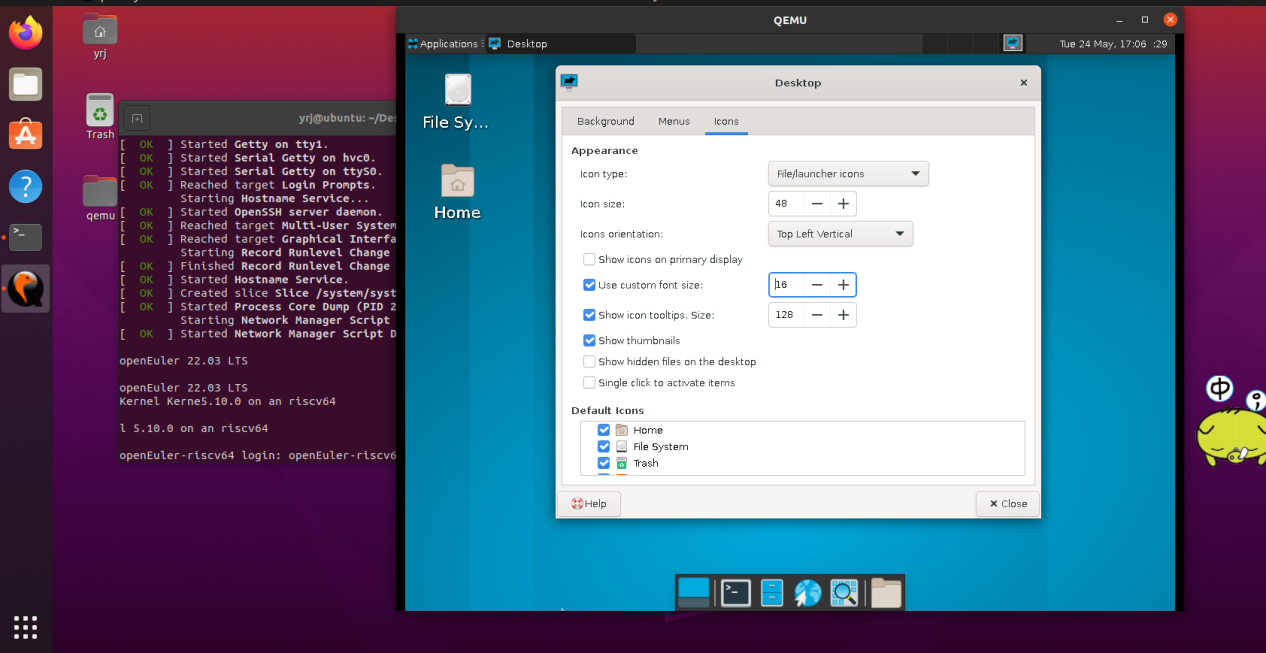 QEMU
Applications
Desktop
Tue 24 May, 17:06 :29
yrj
Trash
qemu
yrj@ubuntu: ~/Des
[ OK ] Started Getty on tty1.
[ OK ] Started Serial Getty on hvc0.
[ OK ] Started Serial Getty on ttyS0.
[ OK ] Reached target Login Prompts.
Starting Hostname Service...
[ OK ] Started OpenSSH server daemon.
[ OK ] Reached target Multi-User System
[ OK ] Reached target Graphical Interfa
Starting Record Runlevel Change
[ OK ] Finished Record Runlevel Change
[ OK ] Started Hostname Service.
[ OK ] Created slice Slice /system/syst
[ OK ] Started Process Core Dump (PID 2
Starting Network Manager Script
[ OK ] Started Network Manager Script D
openEuler 22.03 LTS
openEuler 22.03 LTS
Kernel Kerne5.10.0 on an riscv64
l 5.10.0 on an riscv64
openEuler-riscv64 login: openEuler-riscv6
File Sy...
Home
Desktop
Background Menus Icons
Appearance
Icon type: File/launcher icons
Icon size: 48
Icons orientation: Top Left Vertical
Show icons on primary display
Use custom font size: 16
Show icon tooltips. Size: 128
Show thumbnails
Show hidden files on the desktop
Single click to activate items
Default Icons
Home
File System
Trash
Help
Close
中